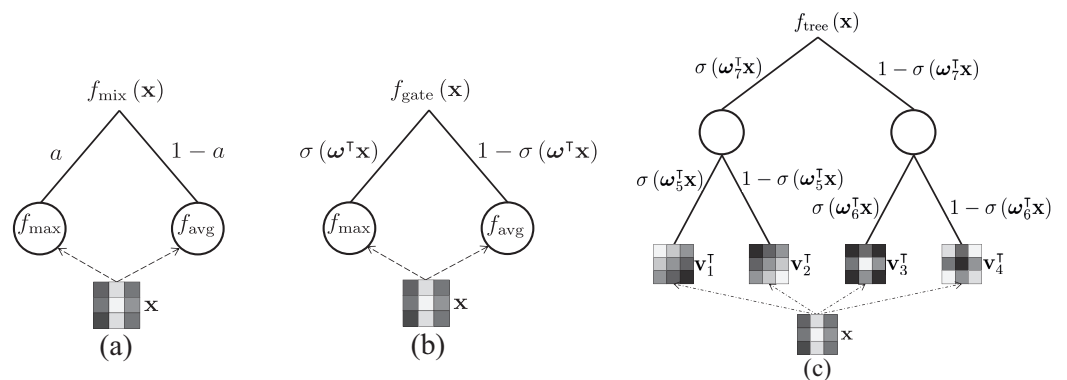 f_mix (x)
a
1 − a
f_max
f_avg
x
(a)
f_gate (x)
σ (ω^⊺x)
1 − σ (ω^⊺x)
f_max
f_avg
x
(b)
f_tree (x)
σ (ω_7^⊺x)
1 − σ (ω_7^⊺x)
σ (ω_5^⊺x)
1 − σ (ω_5^⊺x)
σ (ω_6^⊺x)
1 − σ (ω_6^⊺x)
v_1^⊺
v_2^⊺
v_3^⊺
v_4^⊺
x
(c)